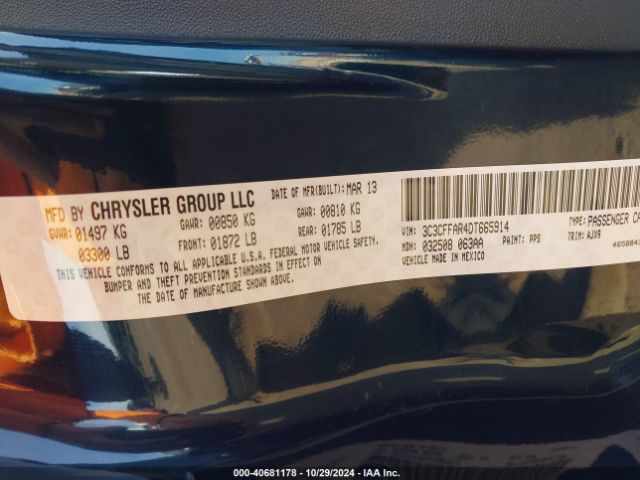 MFD BY CHRYSLER GROUP LLC
DATE OF MFR(BUILT): MAR 13
GVWR: 01497 KG
GAWR: 00850 KG
GAWR: 00810 KG
03300 LB
FRONT: 01872 LB
REAR: 01785 LB
THIS VEHICLE CONFORMS TO ALL APPLICABLE U.S.A. FEDERAL MOTOR VEHICLE SAFETY,
BUMPER AND THEFT PREVENTION STANDARDS IN EFFECT ON
THE DATE OF MANUFACTURE SHOWN ABOVE.
VIN: 3C3CFFAR4DT665914
TYPE: PASSENGER CA
MDH: 032508 063AA
PAINT: PPS
TRIM: AJX9
VEHICLE MADE IN MEXICO
000-40681178 - 10/29/2024 - IAA Inc.